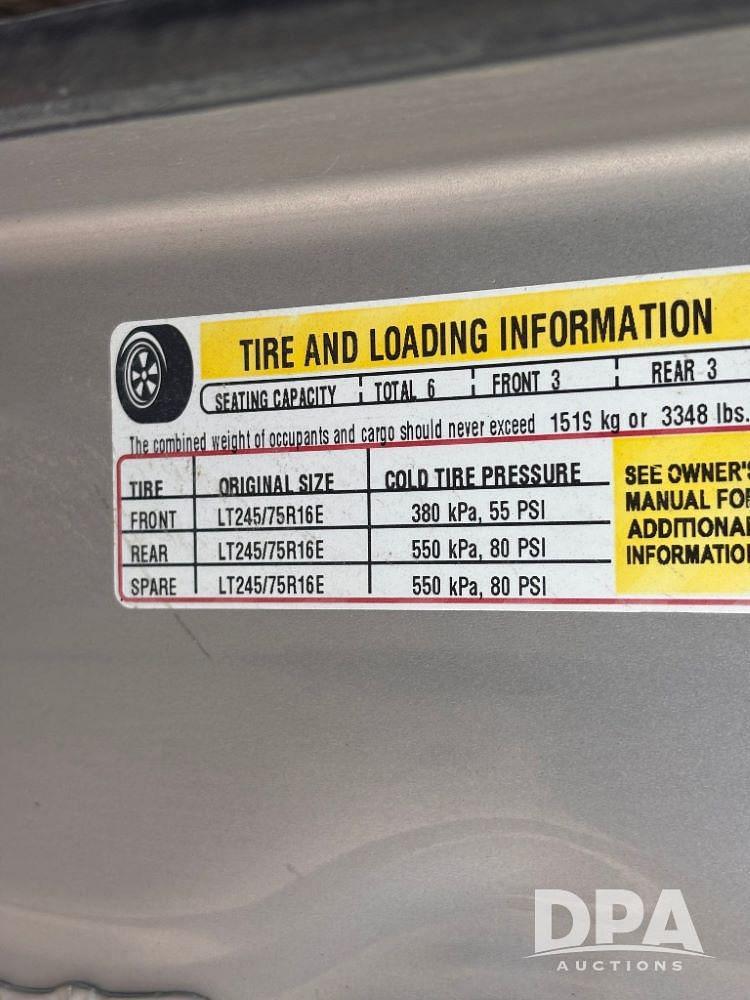 TIRE AND LOADING INFORMATION
SEATING CAPACITY TOTAL 6 FRONT 3 REAR 3
The combined weight of occupants and cargo should never exceed 1519 kg or 3348 lbs.
TIRE ORIGINAL SIZE COLD TIRE PRESSURE
FRONT LT245/75R16E 380 kPa, 55 PSI
REAR LT245/75R16E 550 kPa, 80 PSI
SPARE LT245/75R16E 550 kPa, 80 PSI
SEE OWNER'S
MANUAL FOR
ADDITIONAL
INFORMATION
DPA
AUCTIONS